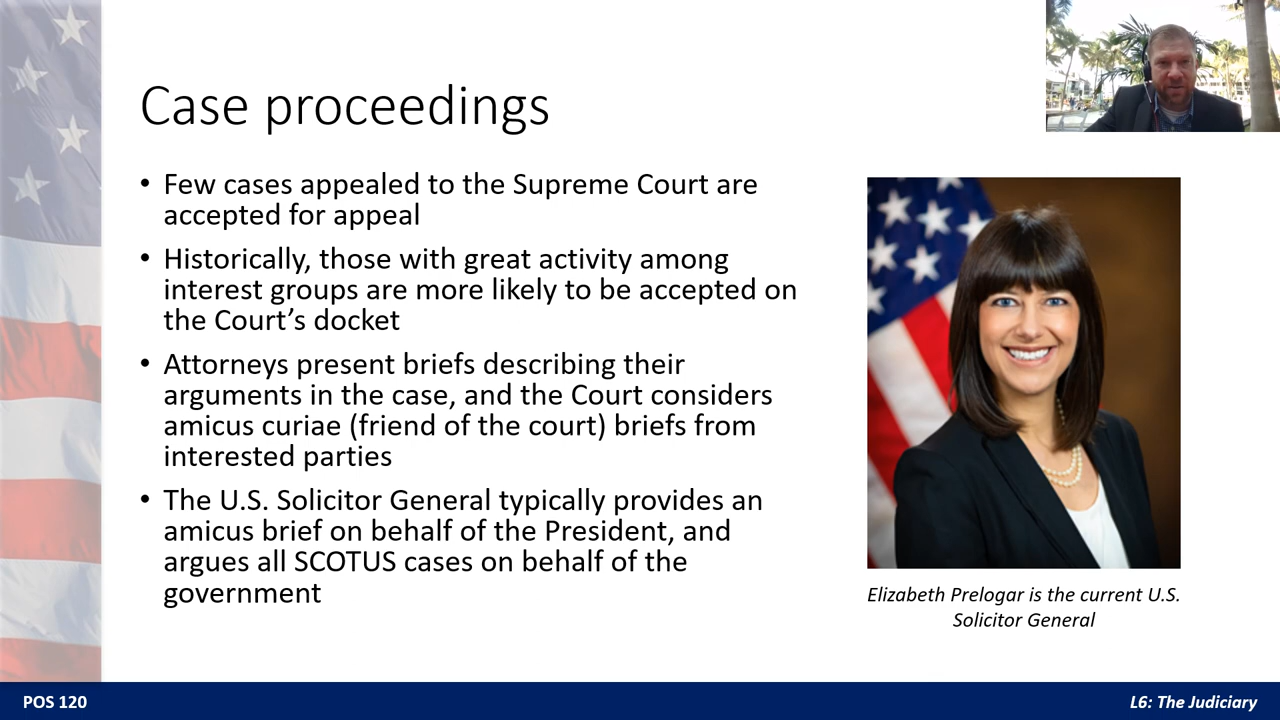 Case proceedings
• Few cases appealed to the Supreme Court are
accepted for appeal
• Historically, those with great activity among
interest groups are more likely to be accepted on
the Court's docket
• Attorneys present briefs describing their
arguments in the case, and the Court considers
amicus curiae (friend of the court) briefs from
interested parties
• The U.S. Solicitor General typically provides an
amicus brief on behalf of the President, and
argues all SCOTUS cases on behalf of the
government
Elizabeth Prelogar is the current U.S.
Solicitor General
POS 120
L6: The Judiciary